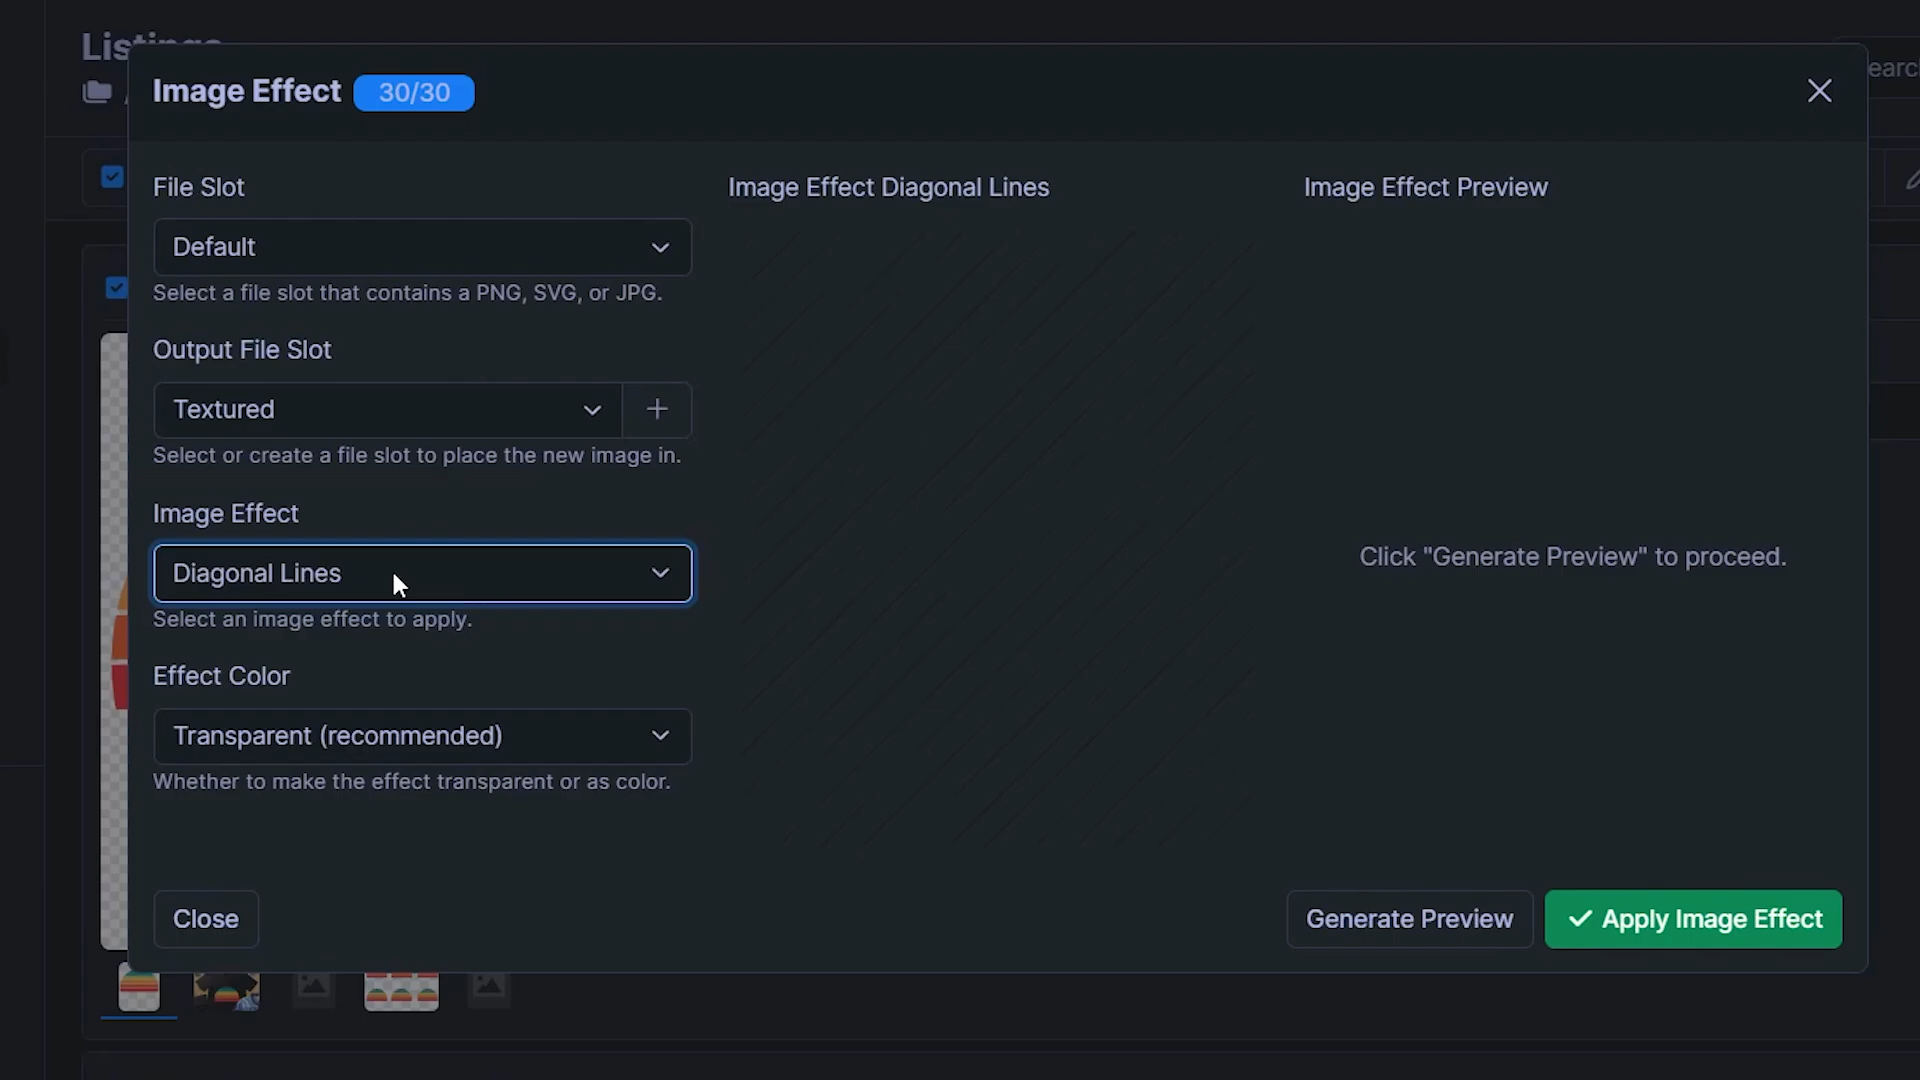 Listings
Image Effect 30/30
File Slot
Image Effect Diagonal Lines
Image Effect Preview
Default
Select a file slot that contains a PNG, SVG, or JPG.
Output File Slot
Textured
Select or create a file slot to place the new image in.
Image Effect
Click "Generate Preview" to proceed.
Diagonal Lines
Select an image effect to apply.
Effect Color
Transparent (recommended)
Whether to make the effect transparent or as color.
Close
Generate Preview
Apply Image Effect